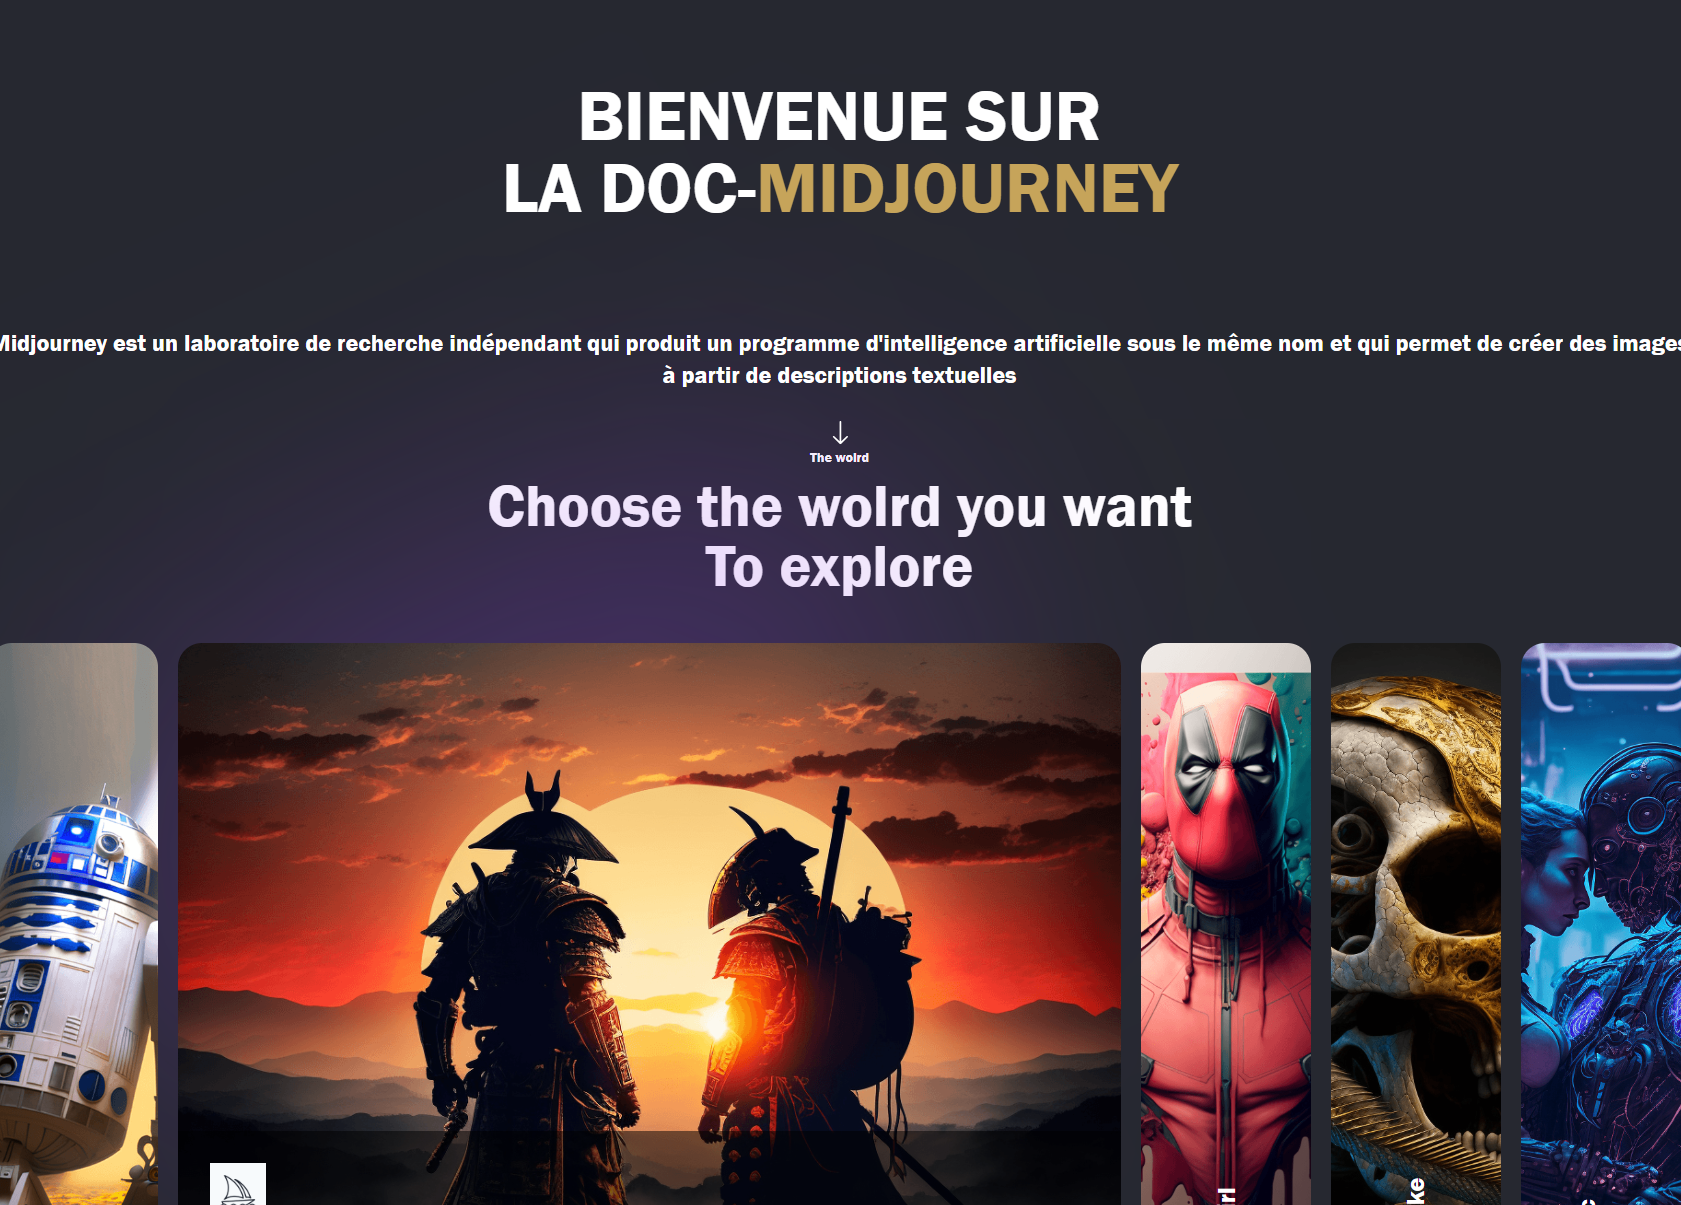 BIENVENUE SUR
LA DOC-MIDJOURNEY
Midjourney est un laboratoire de recherche indépendant qui produit un programme d'intelligence artificielle sous le même nom et qui permet de créer des images
à partir de descriptions textuelles
The wolrd
Choose the wolrd you want
To explore